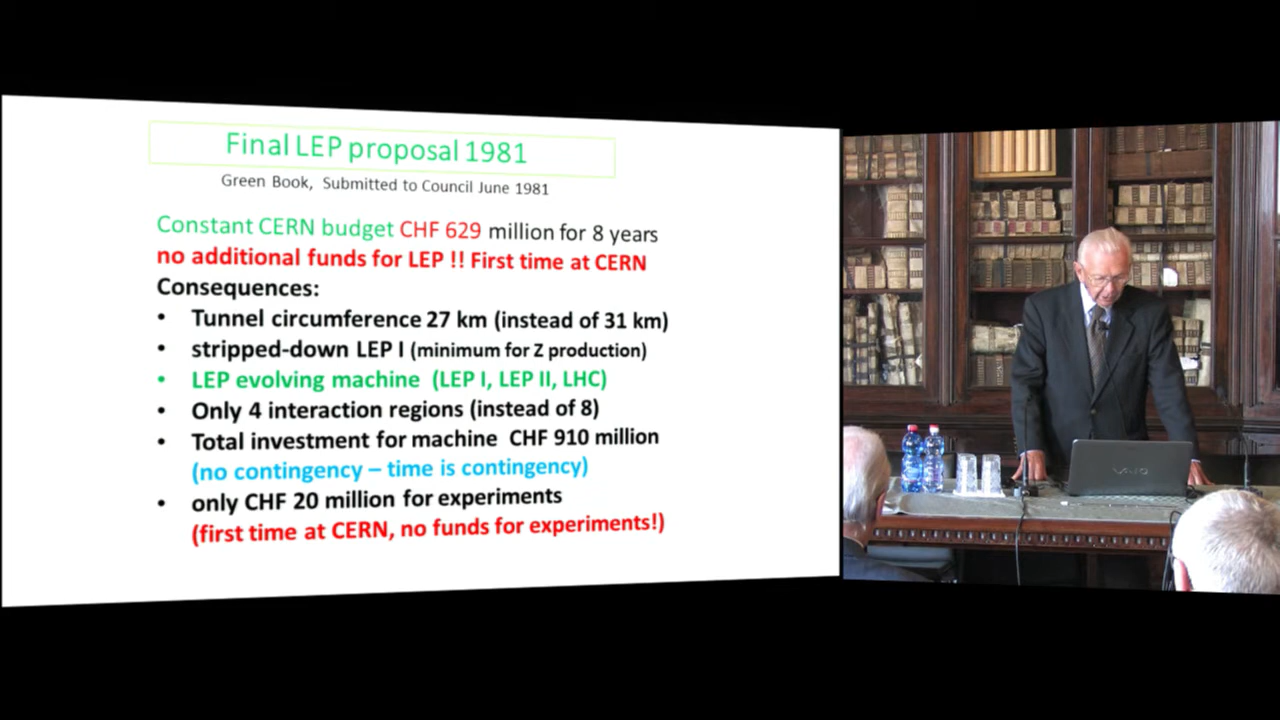 Final LEP proposal 1981
Green Book, Submitted to Council June 1981
Constant CERN budget CHF 629 million for 8 years
no additional funds for LEP !! First time at CERN
Consequences:
• Tunnel circumference 27 km (instead of 31 km)
• stripped-down LEP I (minimum for Z production)
• LEP evolving machine (LEP I, LEP II, LHC)
• Only 4 interaction regions (instead of 8)
• Total investment for machine CHF 910 million
(no contingency – time is contingency)
• only CHF 20 million for experiments
(first time at CERN, no funds for experiments!)
VAIO